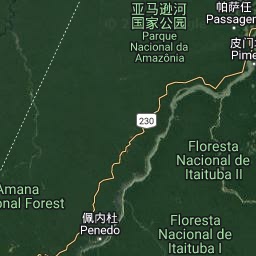 亚马逊河
国家公园
Parque
Nacional da
Amazônia
帕萨任
Passagem
皮门
Pime
230
Floresta
Nacional de
Itaituba II
Amana
onal Forest
佩内杜
Penedo
Floresta
Nacional de
Itaituba I